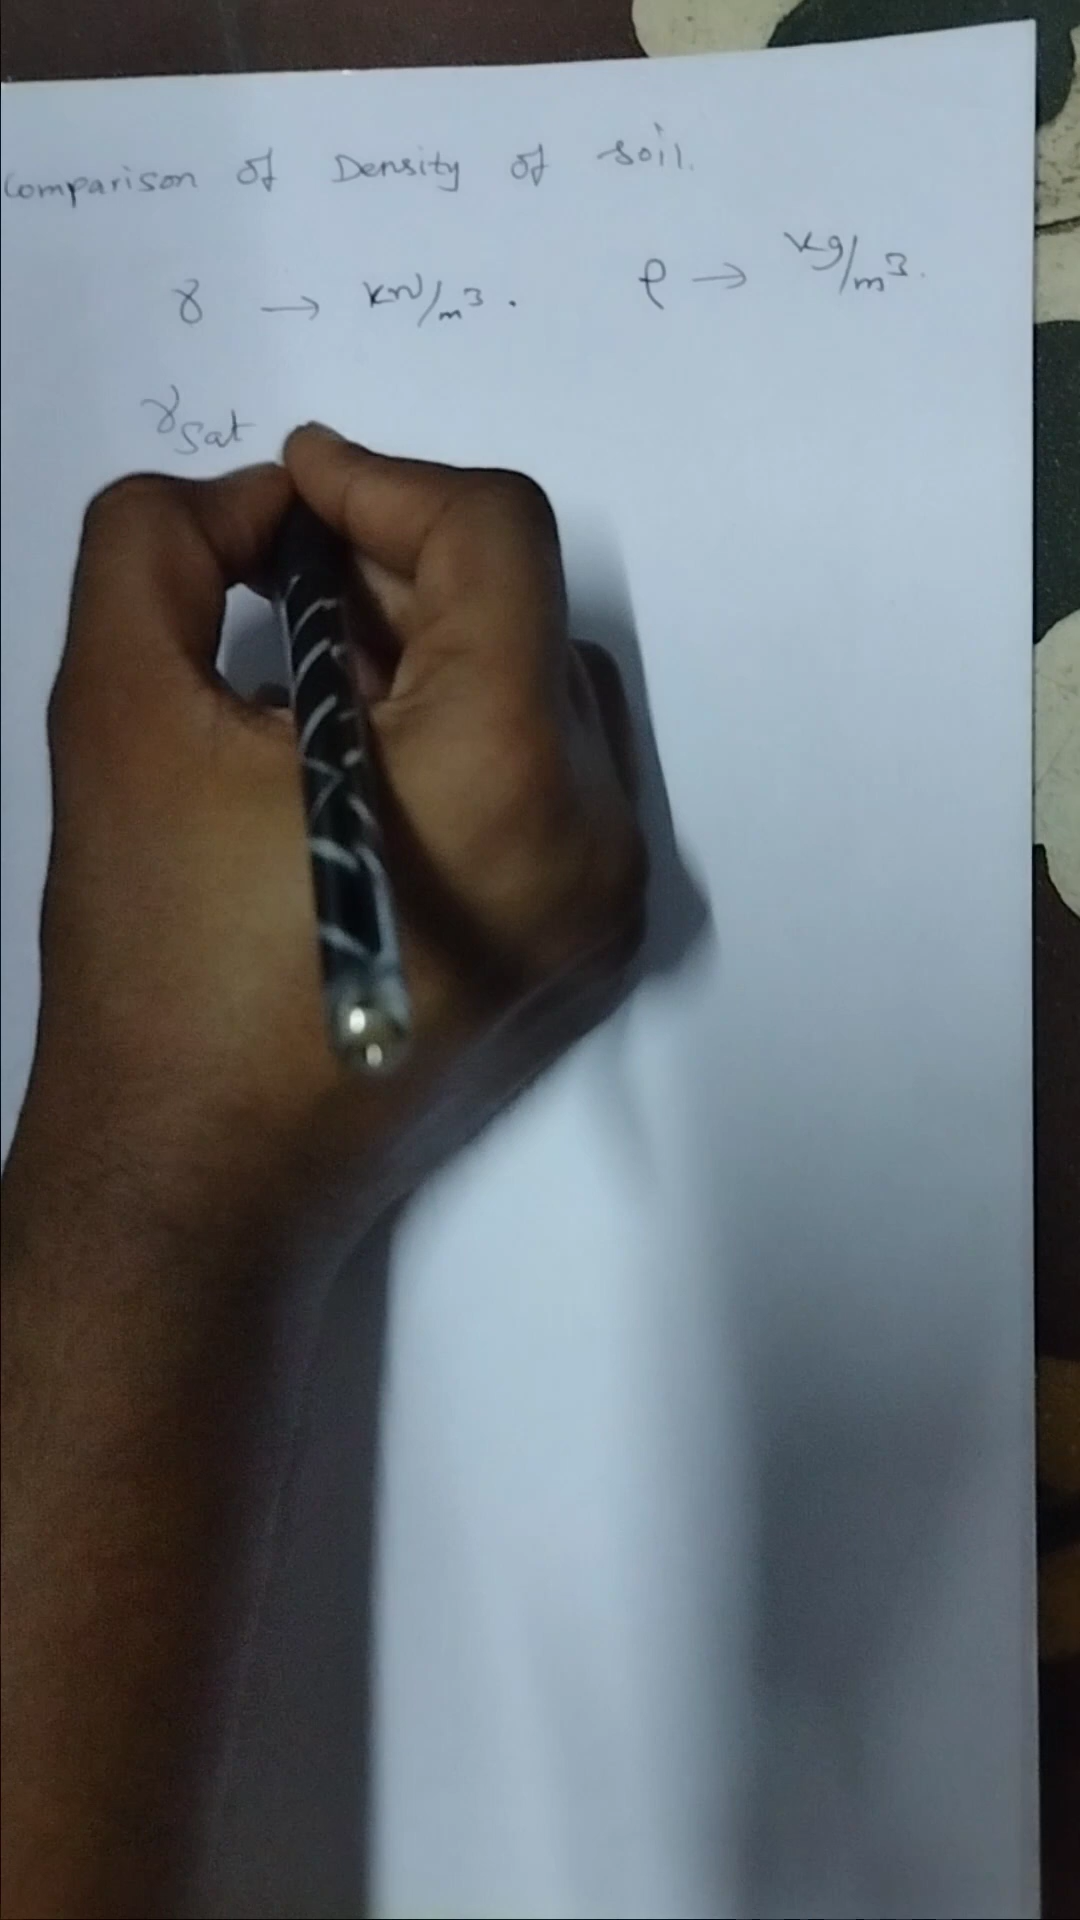 Comparison of Density of soil.
γ → kN/m³. ρ → kg/m³.
γsat